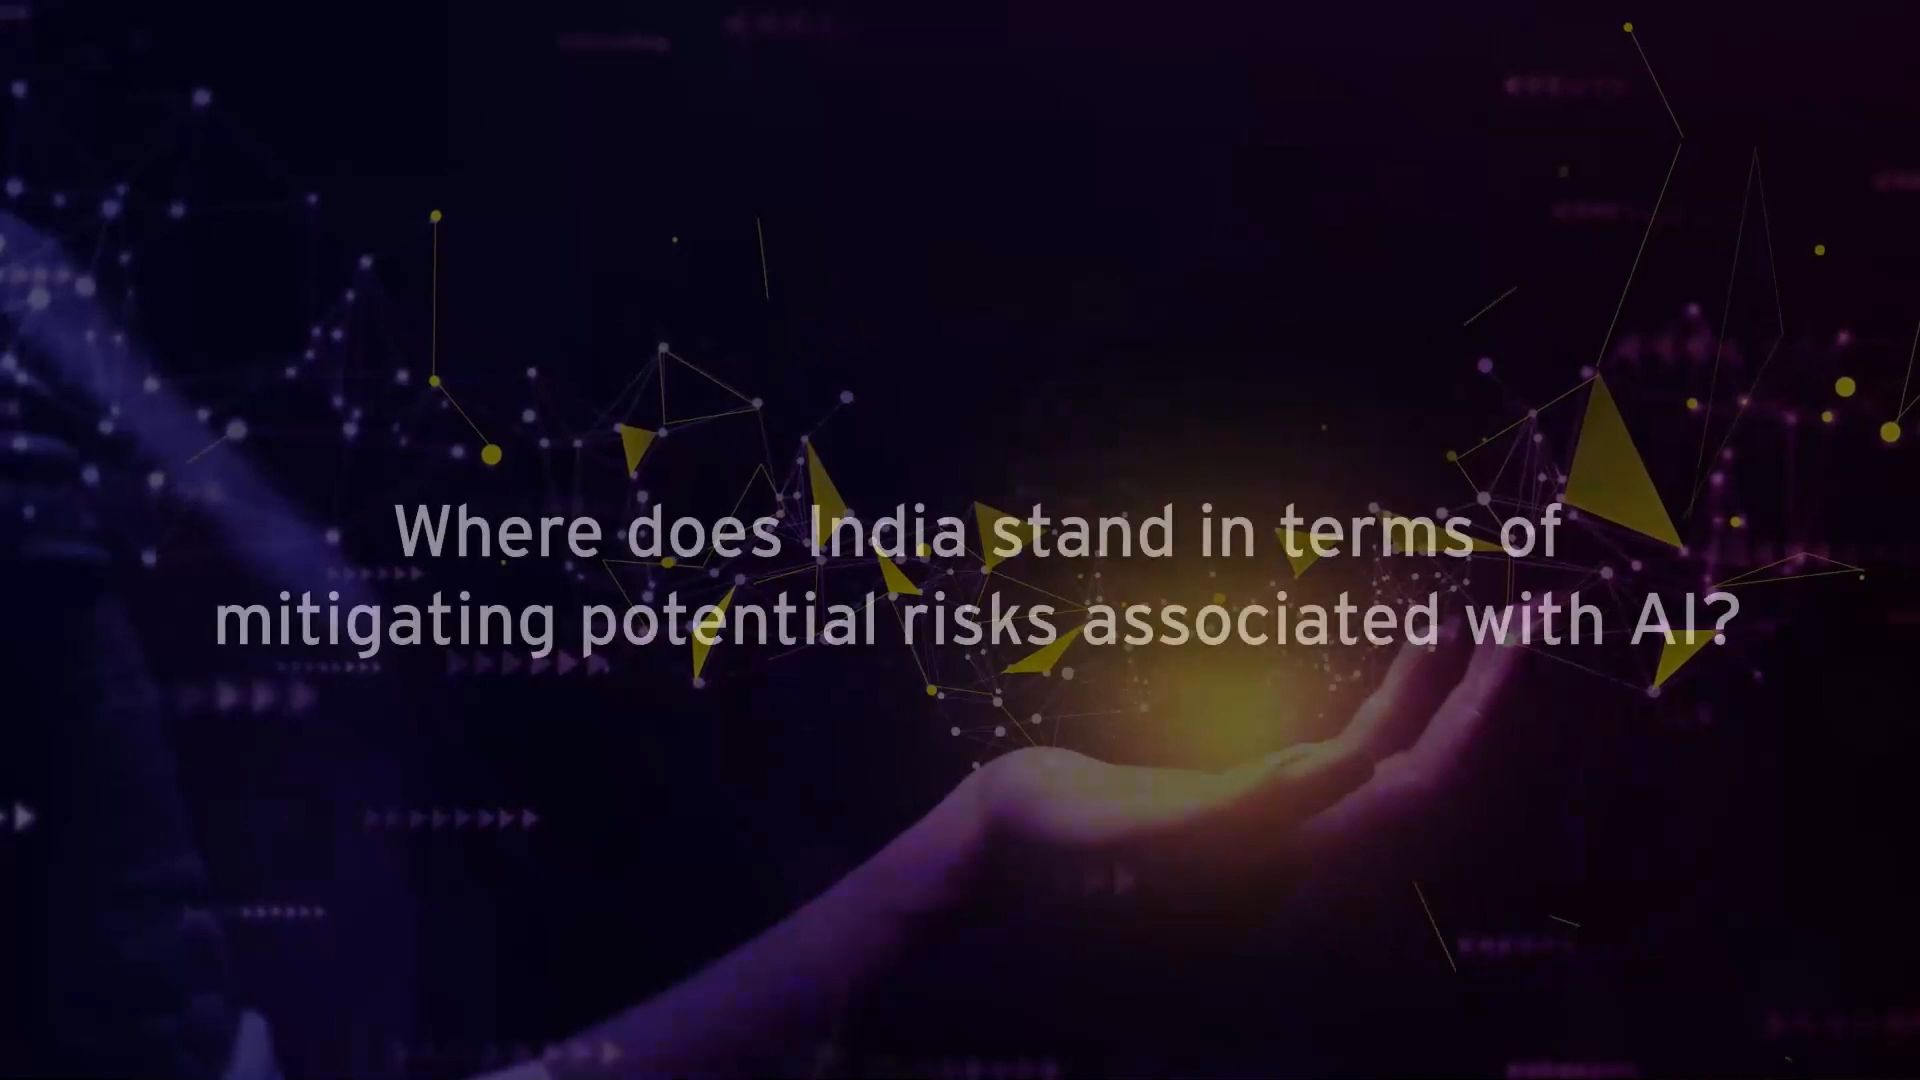 Where does India stand in terms of
mitigating potential risks associated with AI?